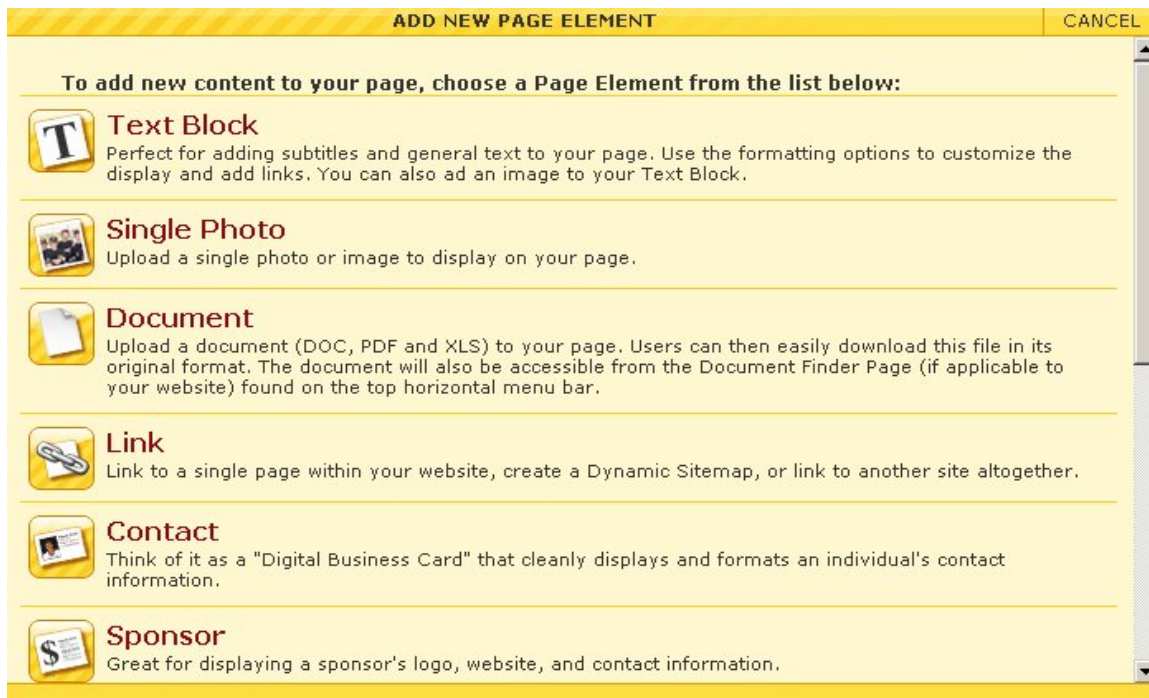 ADD NEW PAGE ELEMENT
CANCEL
To add new content to your page, choose a Page Element from the list below:
T
Text Block
Perfect for adding subtitles and general text to your page. Use the formatting options to customize the
display and add links. You can also ad an image to your Text Block.
Single Photo
Upload a single photo or image to display on your page.
Document
Upload a document (DOC, PDF and XLS) to your page. Users can then easily download this file in its
original format. The document will also be accessible from the Document Finder Page (if applicable to
your website) found on the top horizontal menu bar.
Link
Link to a single page within your website, create a Dynamic Sitemap, or link to another site altogether.
Contact
Think of it as a "Digital Business Card" that cleanly displays and formats an individual's contact
information.
$
Sponsor
Great for displaying a sponsor's logo, website, and contact information.